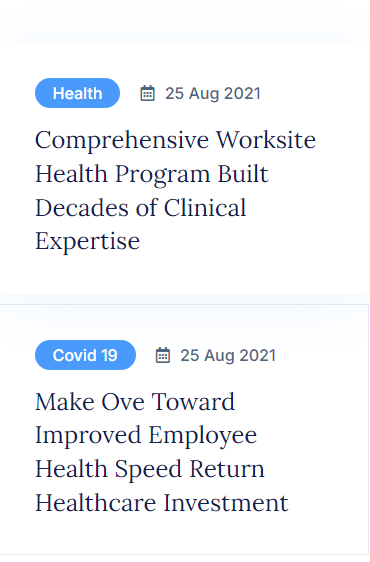 Health 25 Aug 2021
Comprehensive Worksite
Health Program Built
Decades of Clinical
Expertise
Covid 19 25 Aug 2021
Make Ove Toward
Improved Employee
Health Speed Return
Healthcare Investment